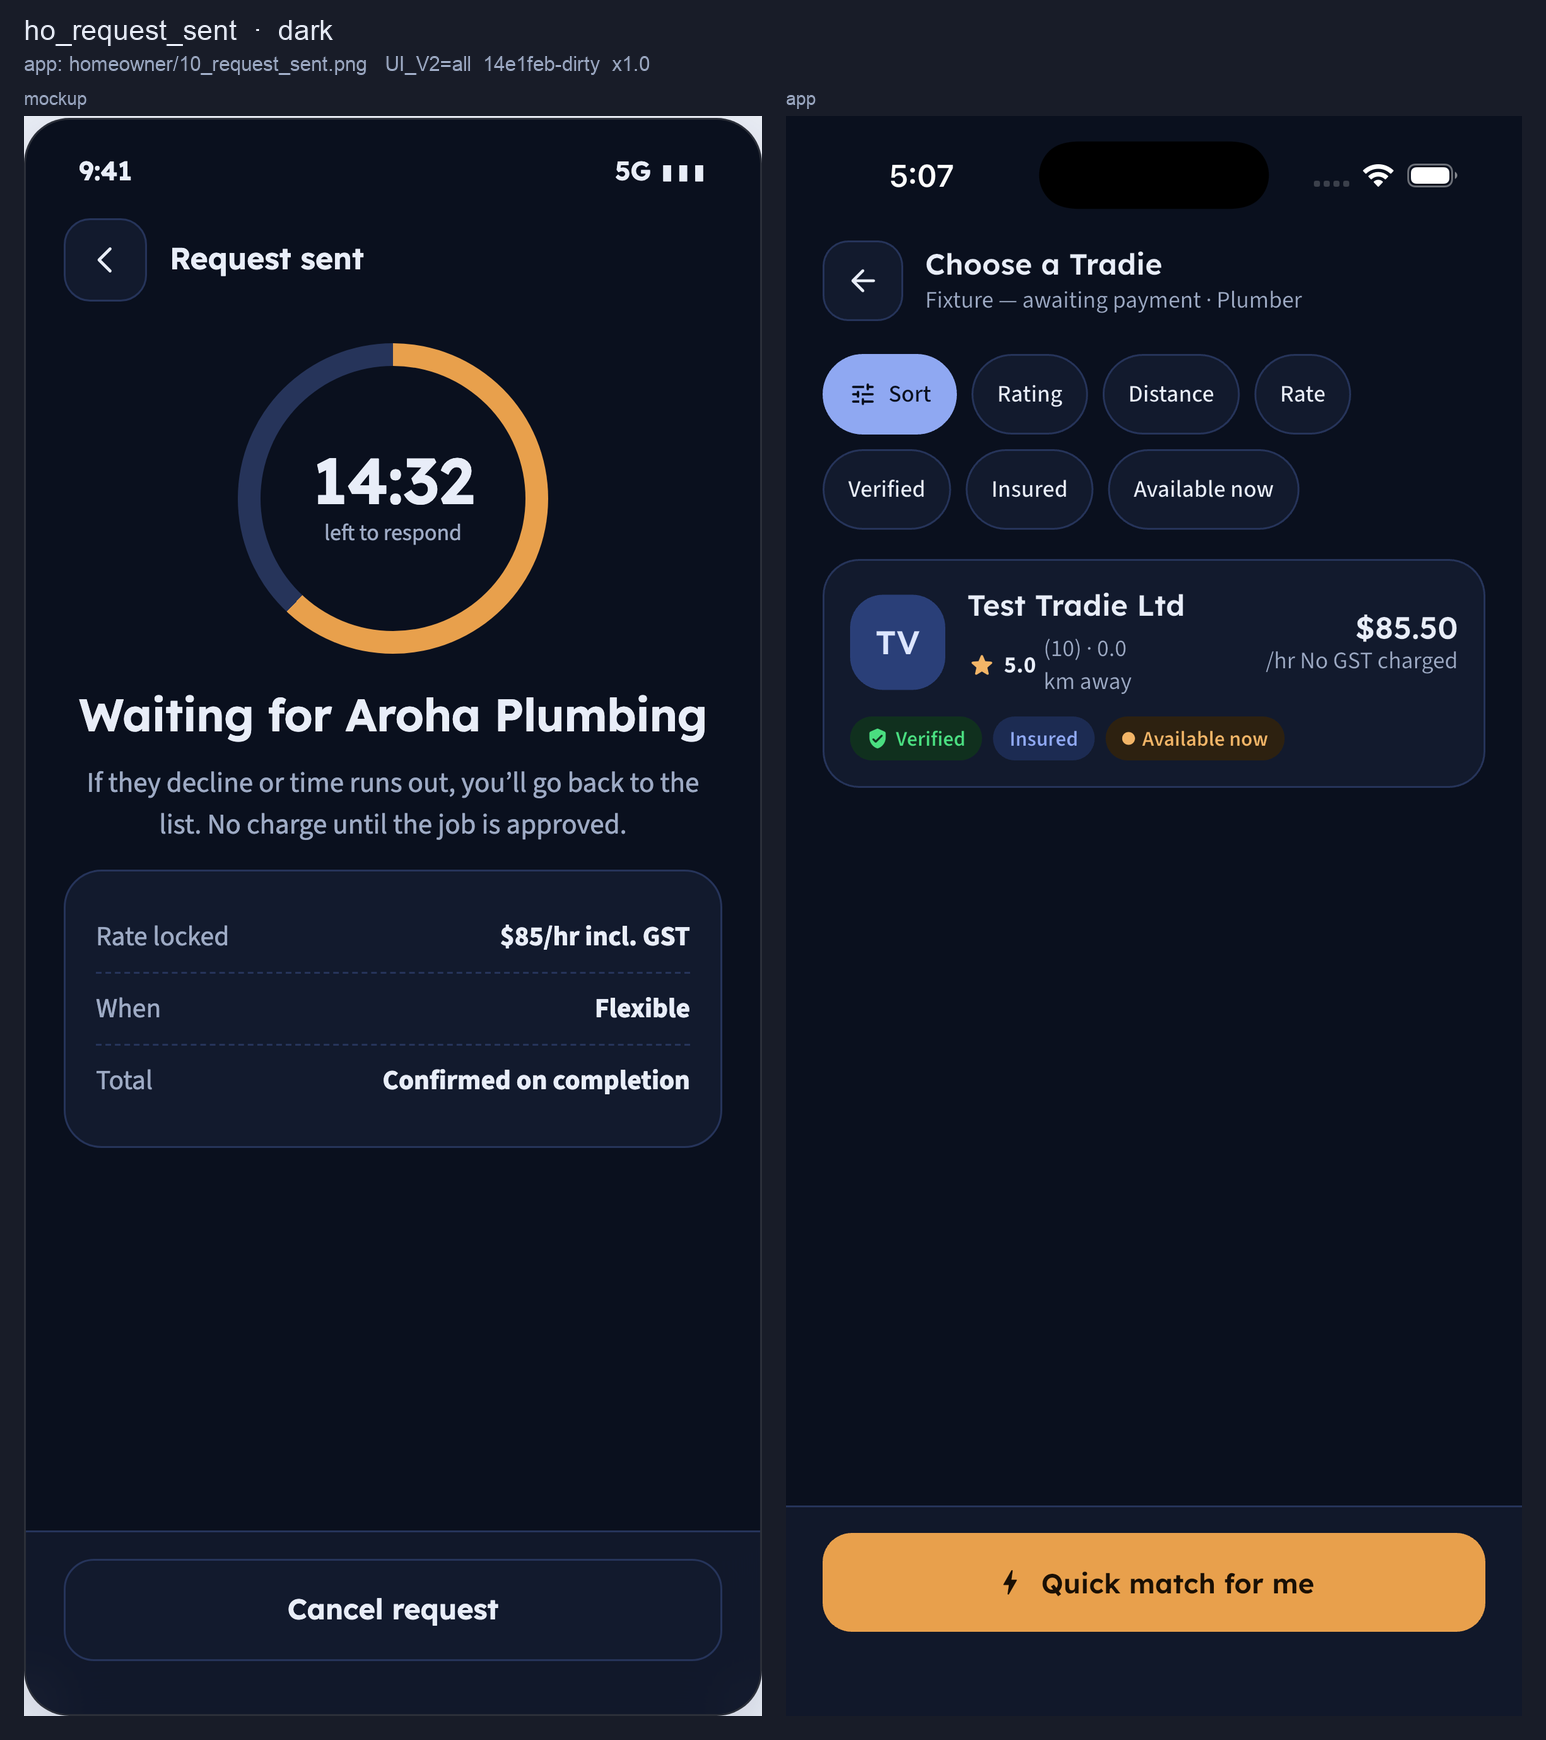 ho_request_sent · dark
app: homeowner/10_request_sent.png UI_V2=all 14e1feb-dirty x1.0
mockup
9:41
5G
Request sent
14:32
left to respond
Waiting for Aroha Plumbing
If they decline or time runs out, you’ll go back to the
list. No charge until the job is approved.
Rate locked $85/hr incl. GST
When Flexible
Total Confirmed on completion
Cancel request
app
5:07
Choose a Tradie
Fixture — awaiting payment · Plumber
Sort Rating Distance Rate
Verified Insured Available now
TV
Test Tradie Ltd
5.0 (10) · 0.0
km away
$85.50
/hr No GST charged
Verified Insured Available now
Quick match for me